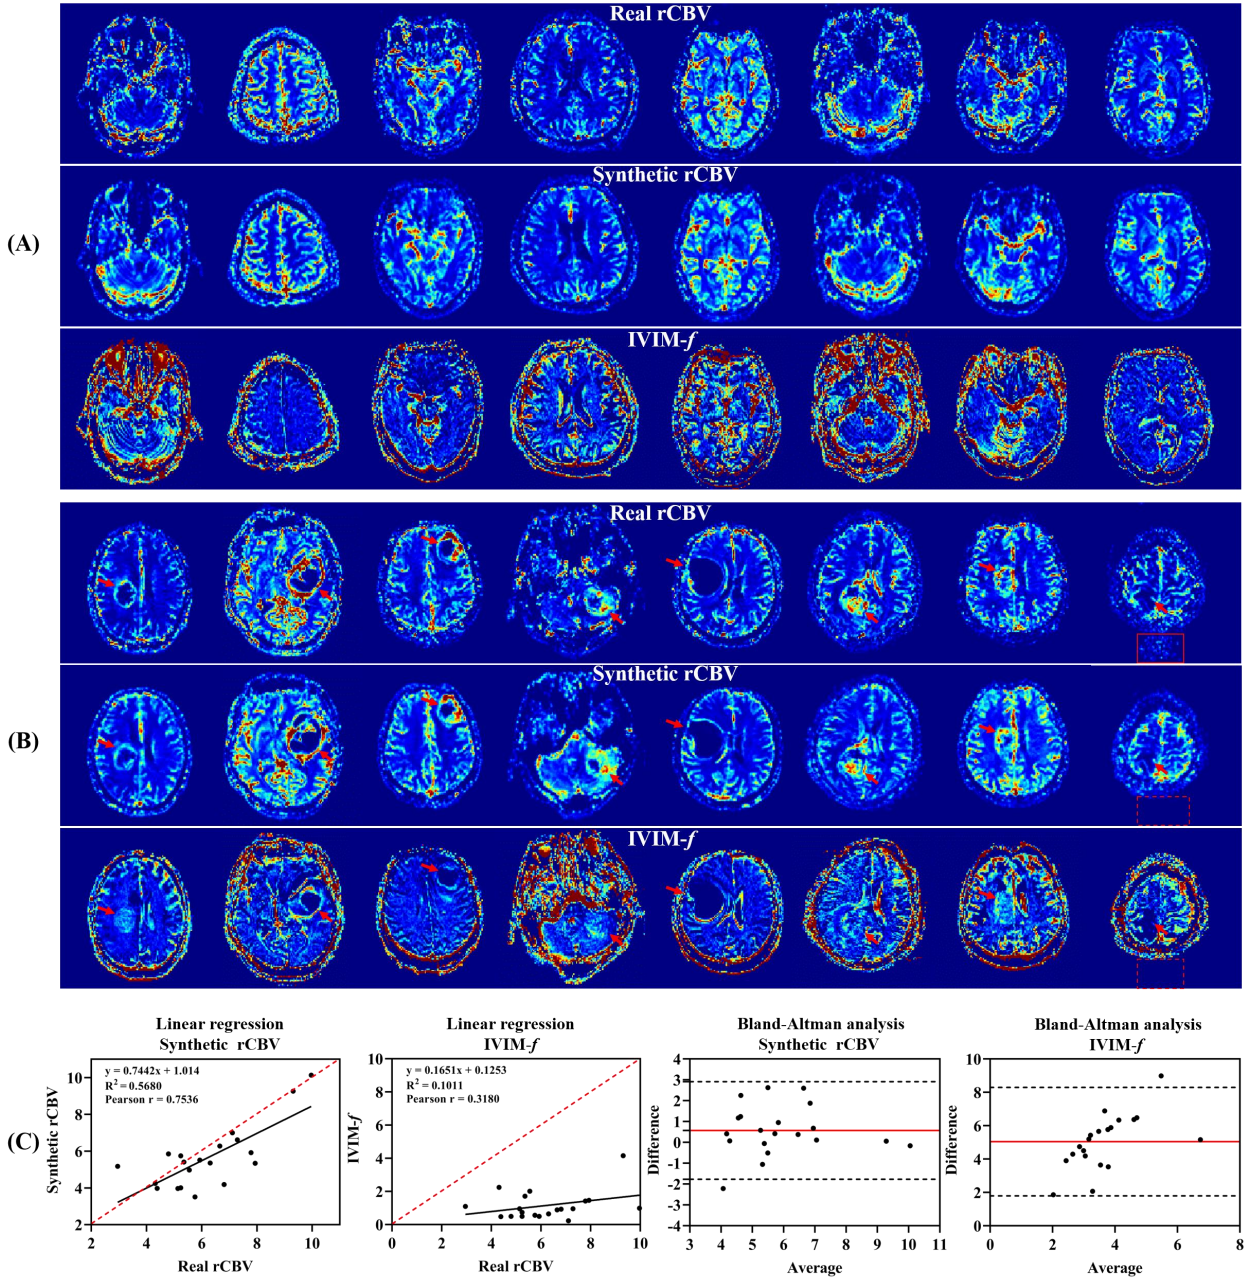 Real rCBV
Synthetic rCBV
(A)
IVIM-f
Real rCBV
Synthetic rCBV
(B)
IVIM-f
(C)
Linear regression
Synthetic rCBV
y = 0.7442x + 1.014
R² = 0.5680
Pearson r = 0.7536
Synthetic rCBV
10
8
6
4
2
2 4 6 8 10
Real rCBV
Linear regression
IVIM-f
y = 0.1651x + 0.1253
R² = 0.1011
Pearson r = 0.3180
IVIM-f
10
8
6
4
2
0
0 2 4 6 8 10
Real rCBV
Bland-Altman analysis
Synthetic rCBV
Difference
4
3
2
1
0
-1
-2
-3
-4
3 4 5 6 7 8 9 10 11
Average
Bland-Altman analysis
IVIM-f
Difference
10
8
6
4
2
0
0 2 4 6 8
Average